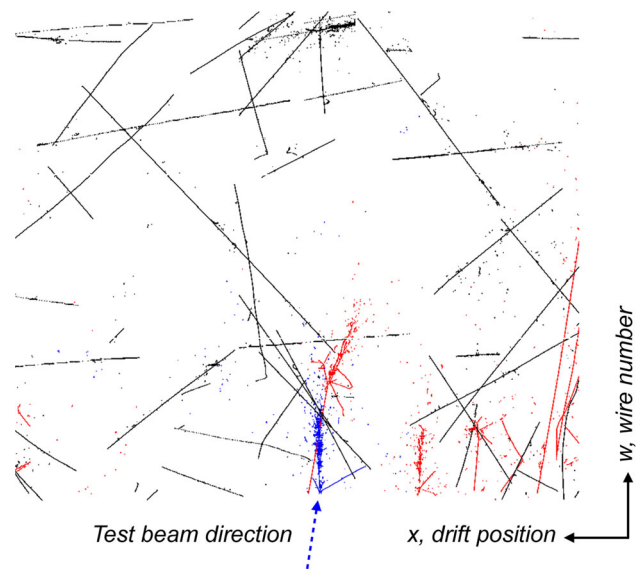 w, wire number
Test beam direction
x, drift position